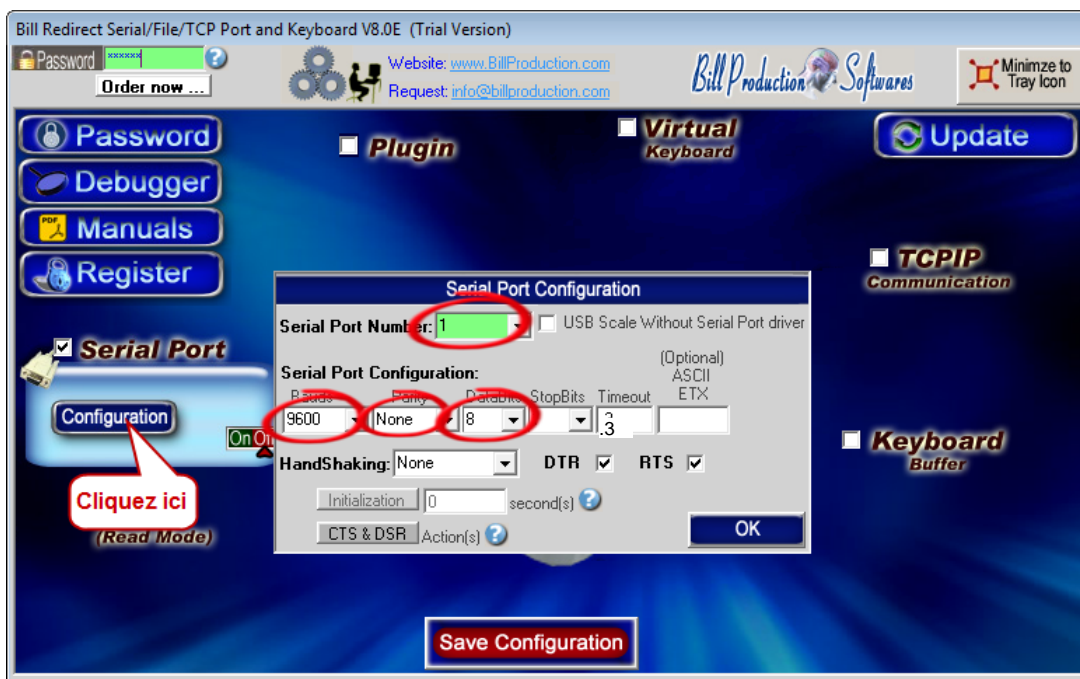 Bill Redirect Serial/File/TCP Port and Keyboard V8.0E (Trial Version)
Password xxxxxx
Order now ...
Website: www.BillProduction.com
Request: info@billproduction.com
Bill Production Softwares
Minimze to
Tray Icon
Password
Debugger
Manuals
Register
Plugin
Virtual
Keyboard
Update
TCPIP
Communication
Serial Port
Configuration
On
Cliquez ici
(Read Mode)
Serial Port Configuration
Serial Port Number: 1
USB Scale Without Serial Port driver
Serial Port Configuration:
(Optional)
ASCII
ETX
Bauds Parity DataBits StopBits Timeout
9600 None 8 .3
HandShaking: None DTR RTS
Initialization 0 second(s)
CTS & DSR Action(s)
OK
Keyboard
Buffer
Save Configuration